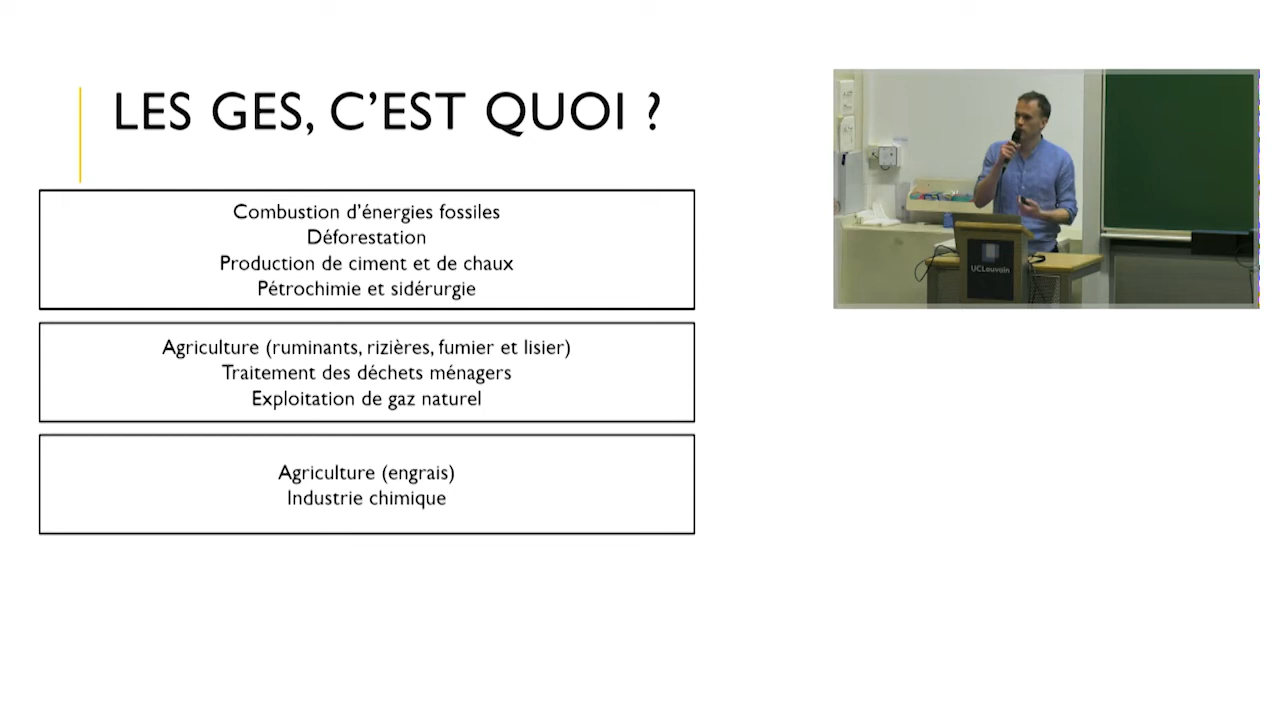 LES GES, C’EST QUOI ?
Combustion d’énergies fossiles
Déforestation
Production de ciment et de chaux
Pétrochimie et sidérurgie
Agriculture (ruminants, rizières, fumier et lisier)
Traitement des déchets ménagers
Exploitation de gaz naturel
Agriculture (engrais)
Industrie chimique
UCLouvain